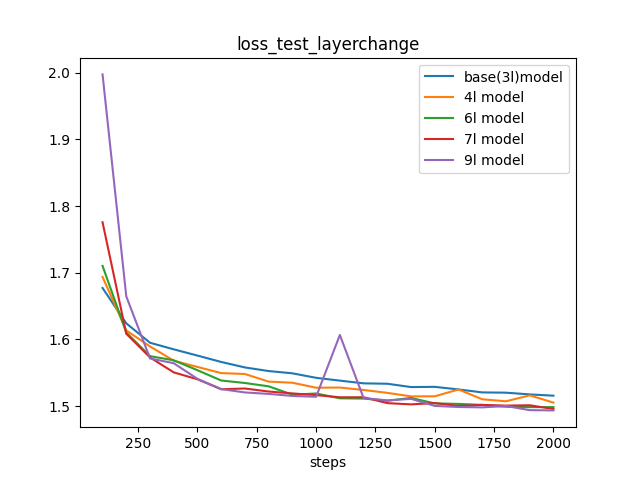 loss_test_layerchange
2.0
1.9
1.8
1.7
1.6
1.5
base(3l)model
4l model
6l model
7l model
9l model
250
500
750
1000
1250
1500
1750
2000
steps